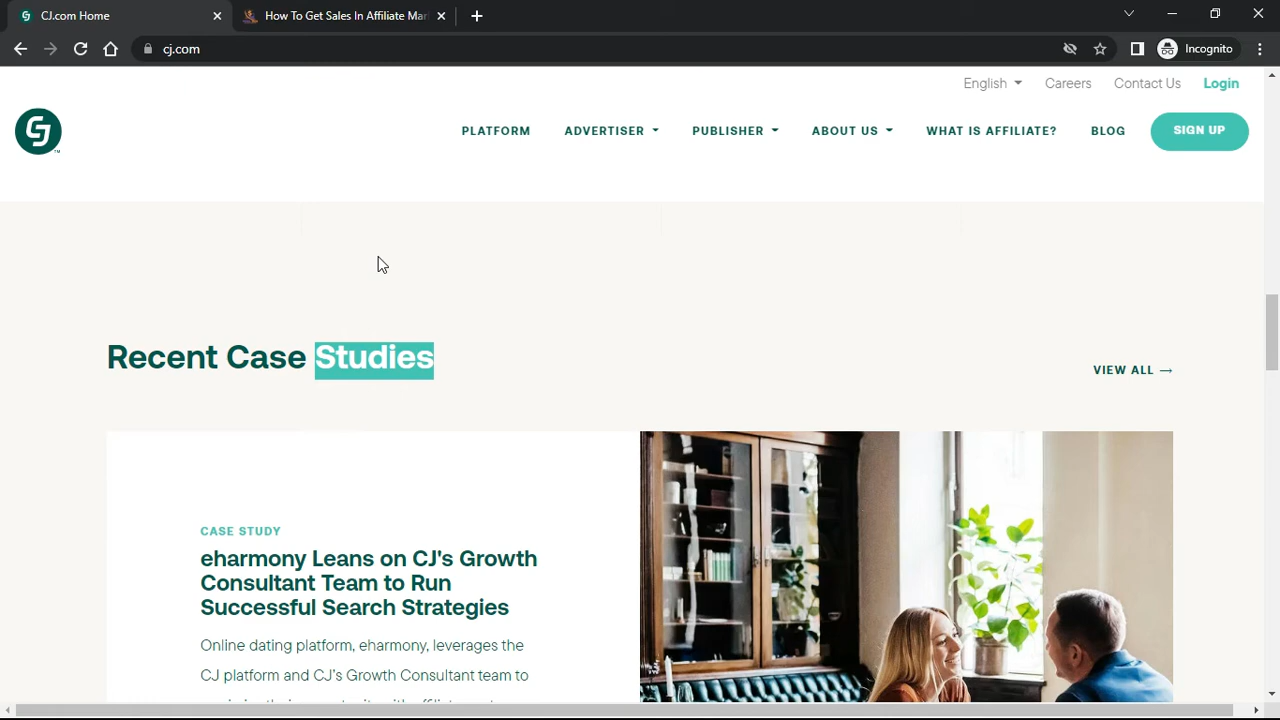 CJ.com Home
How To Get Sales In Affiliate Mar
cj.com
Incognito
English
Careers
Contact Us
Login
CJ
TM
PLATFORM
ADVERTISER
PUBLISHER
ABOUT US
WHAT IS AFFILIATE?
BLOG
SIGN UP
Recent Case Studies
VIEW ALL →
CASE STUDY
eharmony Leans on CJ's Growth
Consultant Team to Run
Successful Search Strategies
Online dating platform, eharmony, leverages the
CJ platform and CJ's Growth Consultant team to